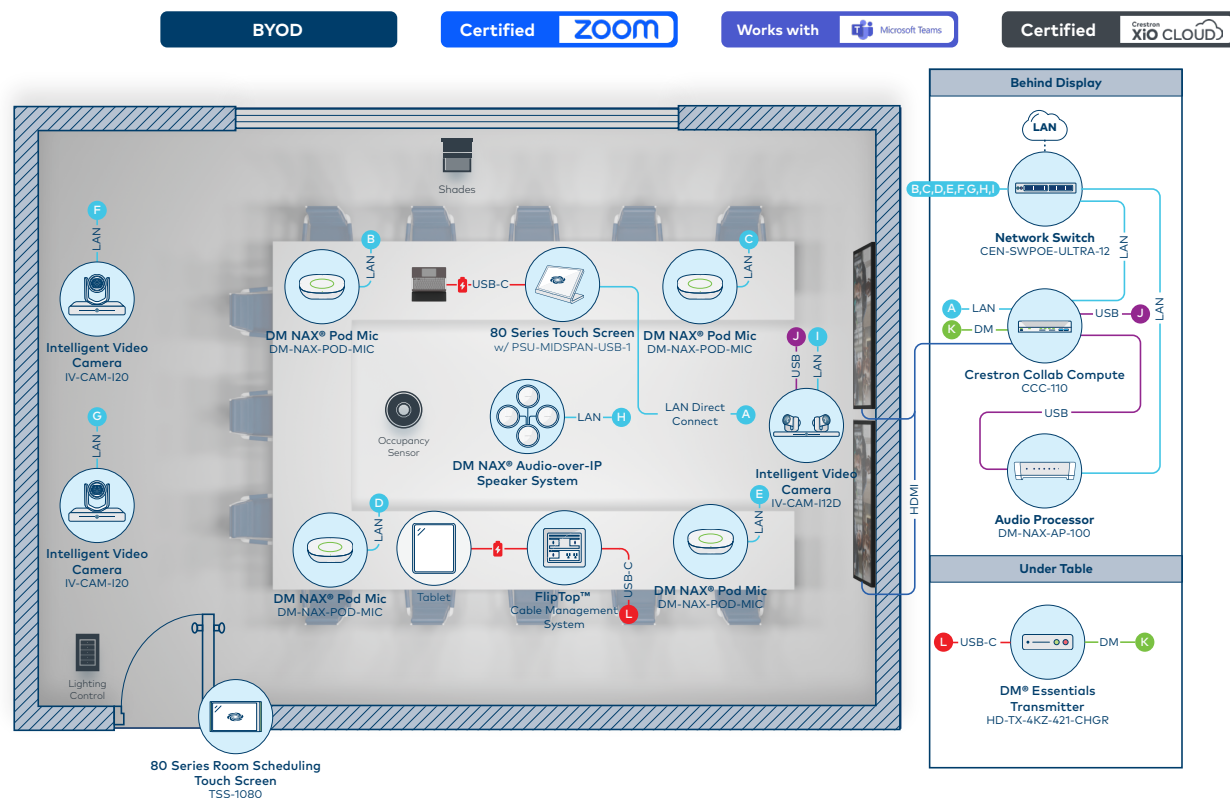 BYOD
Certified zoom
Works with Microsoft Teams
Certified Crestron XiO CLOUD
Behind Display
LAN
B,C,D,E,F,G,H,I
Network Switch
CEN-SWPOE-ULTRA-12
LAN
LAN
A LAN
K DM
USB J
Crestron Collab Compute
CCC-110
USB
Audio Processor
DM-NAX-AP-100
HDMI
Under Table
L USB-C
DM K
DM® Essentials
Transmitter
HD-TX-4KZ-421-CHGR
Shades
F
LAN
Intelligent Video
Camera
IV-CAM-I20
G
LAN
Intelligent Video
Camera
IV-CAM-I20
B
LAN
DM NAX® Pod Mic
DM-NAX-POD-MIC
USB-C
80 Series Touch Screen
w/ PSU-MIDSPAN-USB-1
C
LAN
DM NAX® Pod Mic
DM-NAX-POD-MIC
J
USB
I
LAN
Intelligent Video
Camera
IV-CAM-I12D
LAN Direct
Connect
A
Occupancy
Sensor
LAN H
DM NAX® Audio-over-IP
Speaker System
D
LAN
DM NAX® Pod Mic
DM-NAX-POD-MIC
Tablet
FlipTop™
Cable Management
System
USB-C
L
E
LAN
DM NAX® Pod Mic
DM-NAX-POD-MIC
Lighting
Control
80 Series Room Scheduling
Touch Screen
TSS-1080